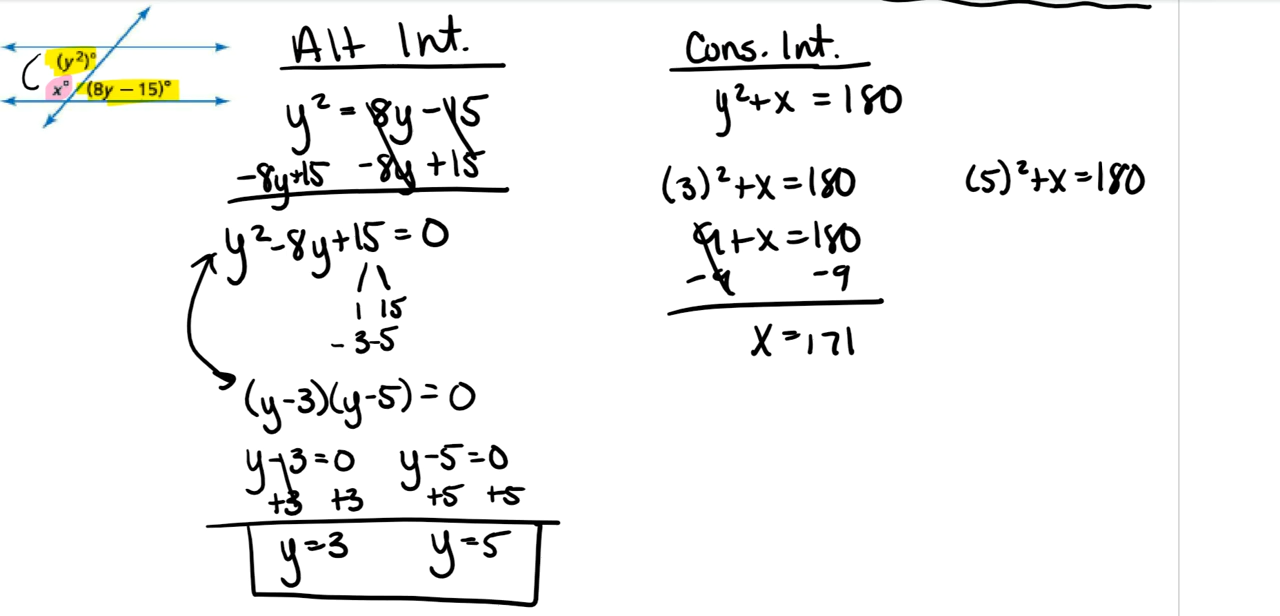 (y²)°
x° (8y – 15)°
Alt Int.
y² = 8y - 15
-8y+15 -8y +15
y² - 8y + 15 = 0
1 15
-3 -5
(y-3)(y-5) = 0
y-3=0 y-5=0
+3 +3 +5 +5
y=3 y=5
Cons. Int.
y² + x = 180
(3)² + x = 180
9 + x = 180
-9 -9
x = 171
(5)² + x = 180